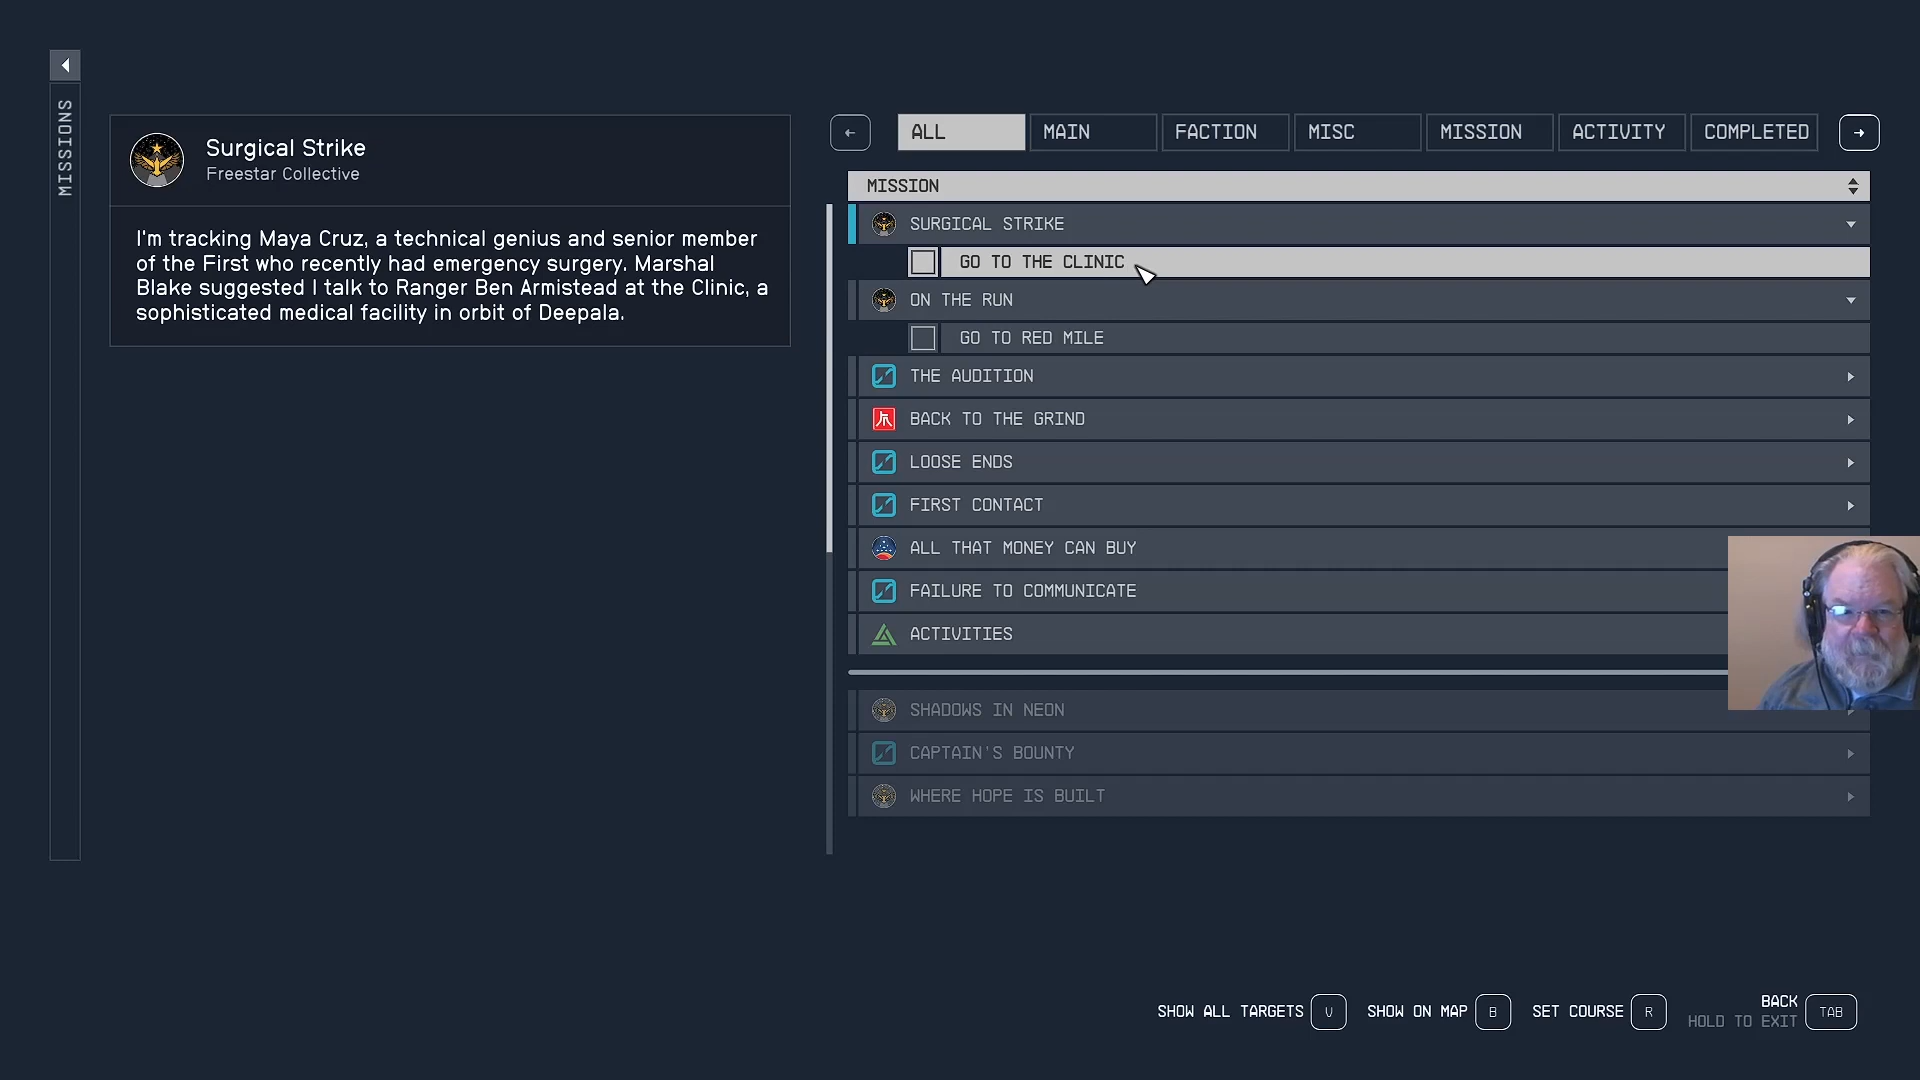 MISSIONS
Surgical Strike
Freestar Collective
I'm tracking Maya Cruz, a technical genius and senior member
of the First who recently had emergency surgery. Marshal
Blake suggested I talk to Ranger Ben Armistead at the Clinic, a
sophisticated medical facility in orbit of Deepala.
ALL MAIN FACTION MISC MISSION ACTIVITY COMPLETED
MISSION
SURGICAL STRIKE
GO TO THE CLINIC
ON THE RUN
GO TO RED MILE
THE AUDITION
BACK TO THE GRIND
LOOSE ENDS
FIRST CONTACT
ALL THAT MONEY CAN BUY
FAILURE TO COMMUNICATE
ACTIVITIES
SHADOWS IN NEON
CAPTAIN'S BOUNTY
WHERE HOPE IS BUILT
SHOW ALL TARGETS V SHOW ON MAP B SET COURSE R BACK TAB
HOLD TO EXIT